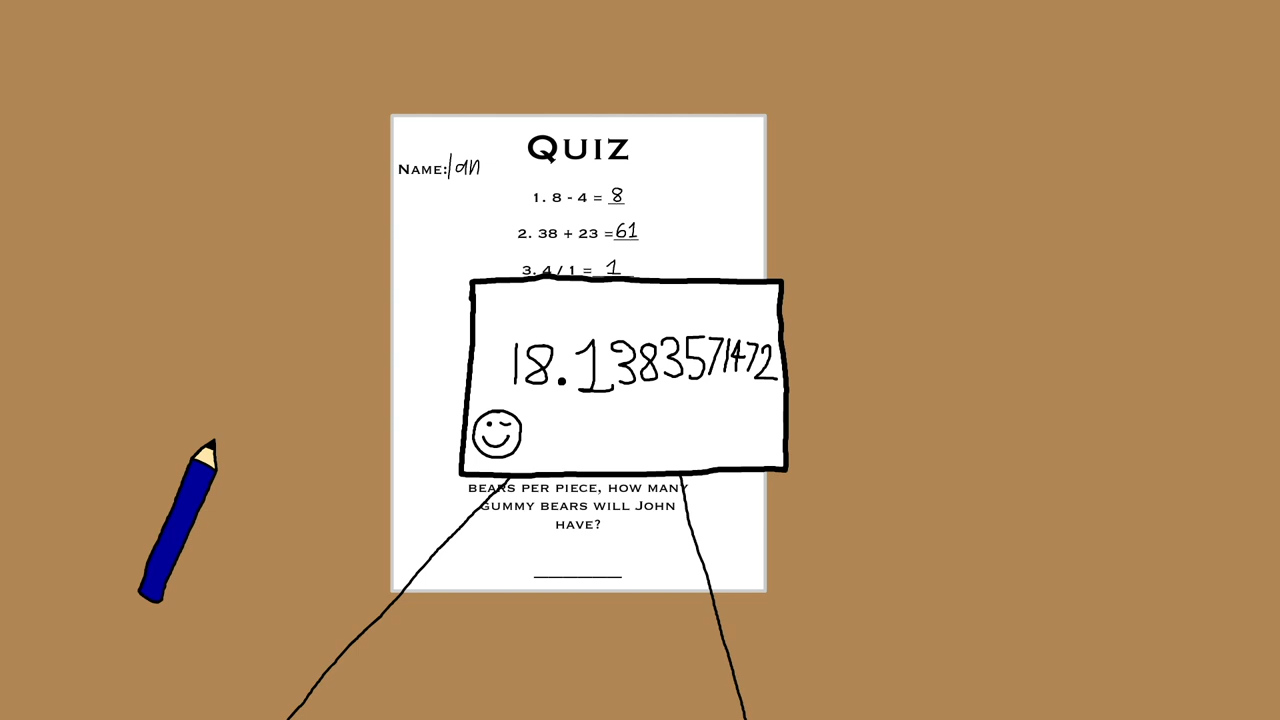 Quiz
Name: Ian
1. 8 - 4 = 8
2. 38 + 23 = 61
3. 4 / 1 = 1
18.1383571472
bears per piece, how many
gummy bears will John
have?